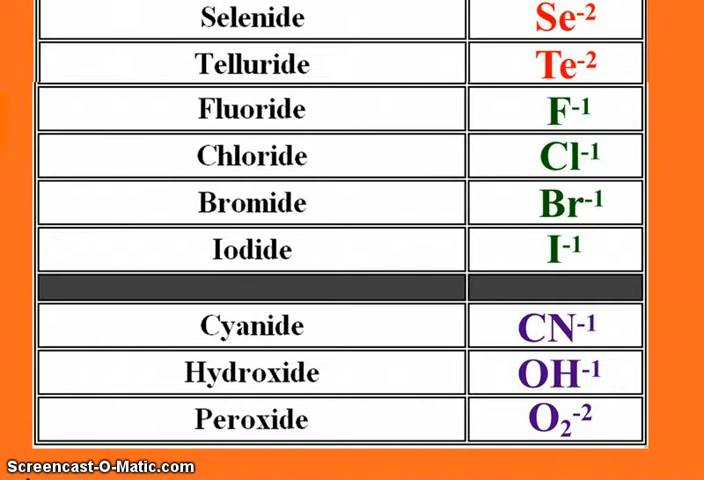 Selenide Se⁻²
Telluride Te⁻²
Fluoride F⁻¹
Chloride Cl⁻¹
Bromide Br⁻¹
Iodide I⁻¹
Cyanide CN⁻¹
Hydroxide OH⁻¹
Peroxide O₂⁻²
Screencast-O-Matic.com